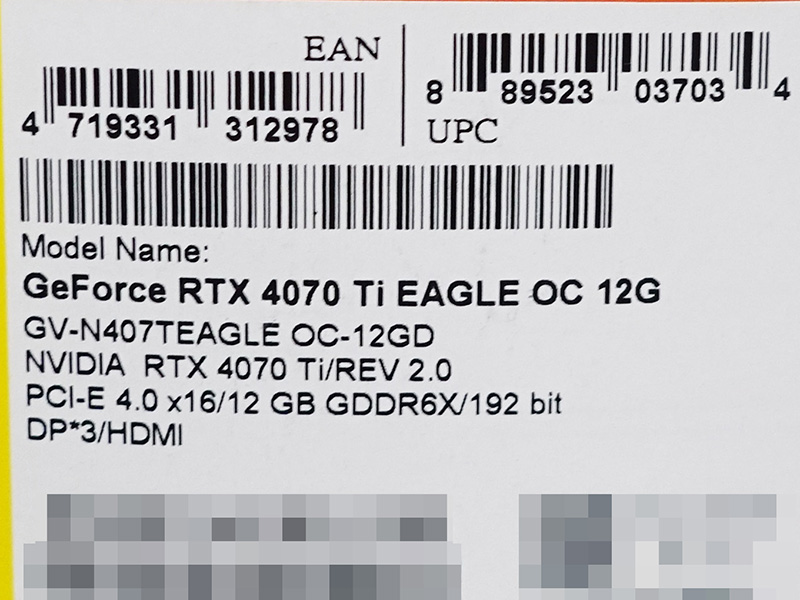 EAN
4 719331 312978
8 89523 03703 4
UPC
Model Name:
GeForce RTX 4070 Ti EAGLE OC 12G
GV-N407TEAGLE OC-12GD
NVIDIA RTX 4070 Ti/REV 2.0
PCI-E 4.0 x16/12 GB GDDR6X/192 bit
DP*3/HDMI